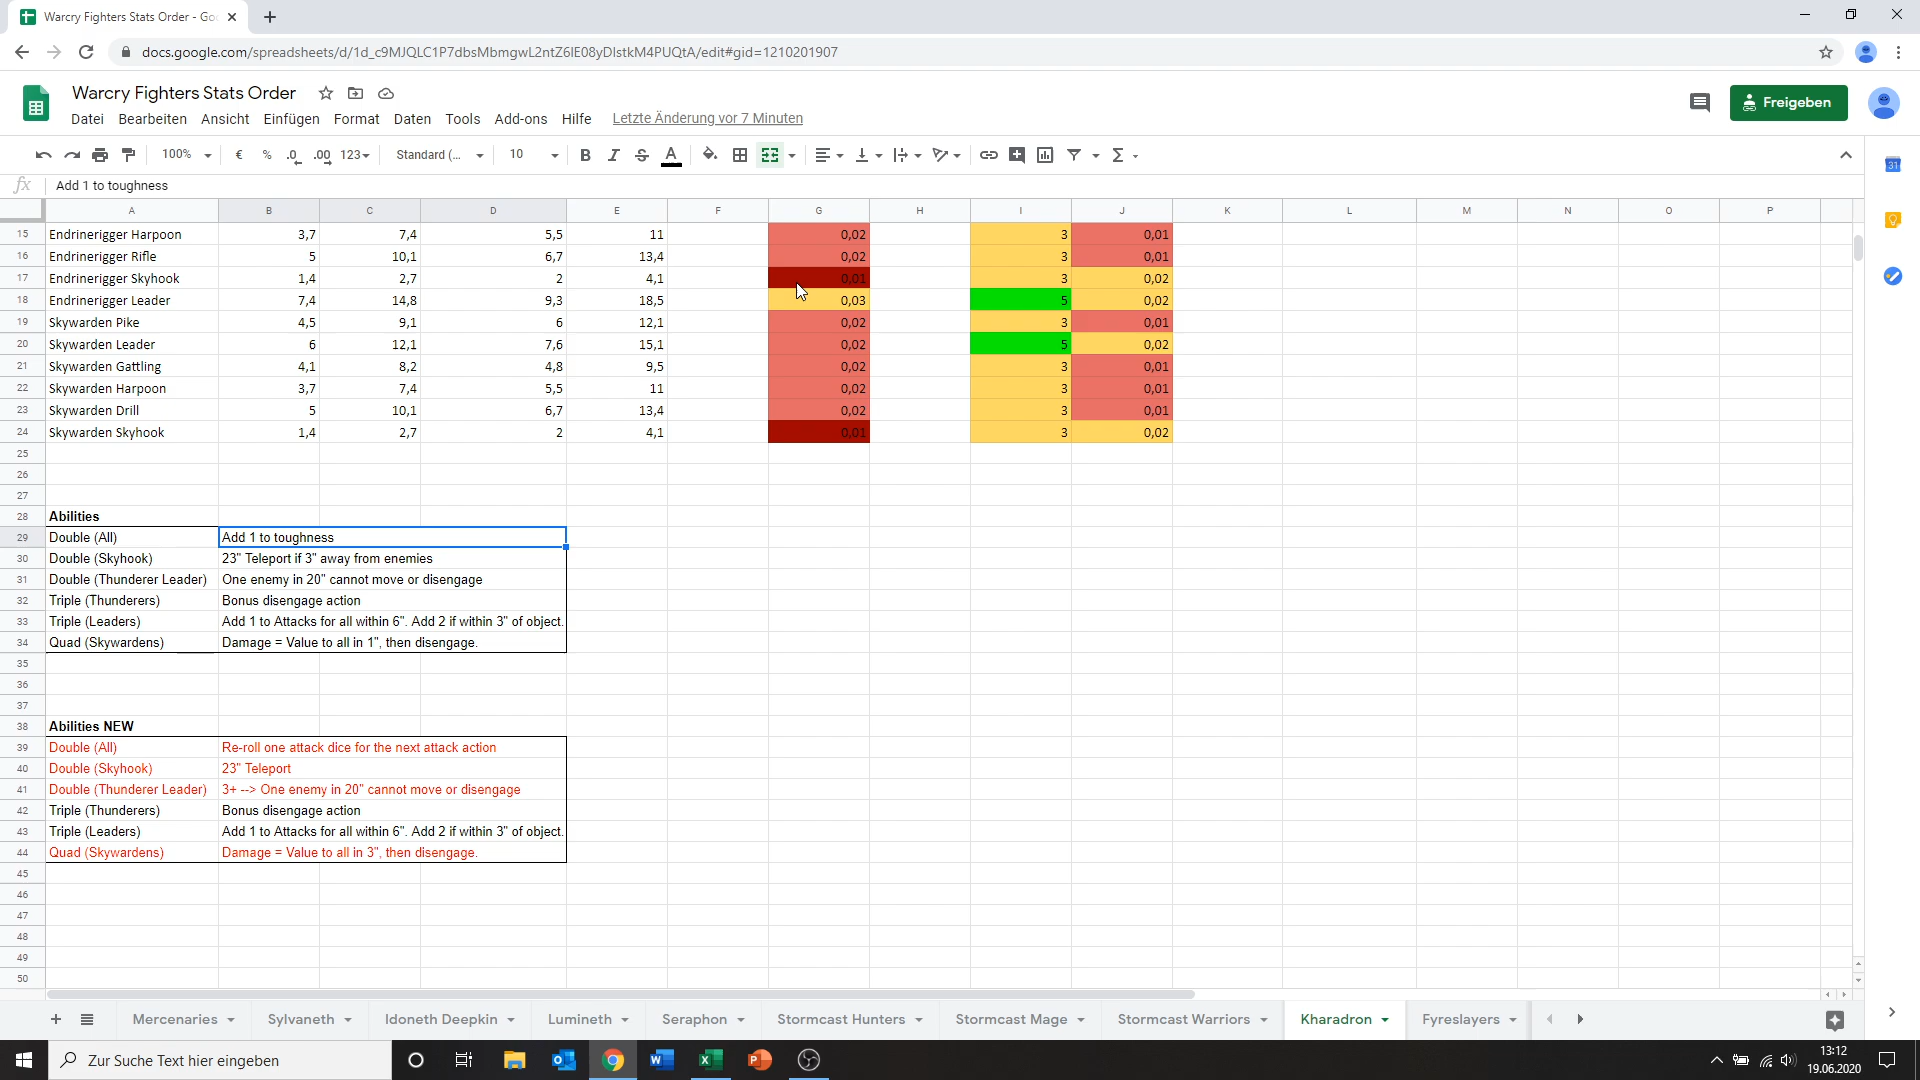 Warcry Fighters Stats Order - Goo
docs.google.com/spreadsheets/d/1d_c9MJQLC1P7dbsMbmgwL2ntZ6IE08yDIstkM4PUQtA/edit#gid=1210201907
Warcry Fighters Stats Order
Freigeben
Datei Bearbeiten Ansicht Einfügen Format Daten Tools Add-ons Hilfe Letzte Änderung vor 7 Minuten
100% € % .0 .00 123 Standard (... 10 B I S A Σ
fx Add 1 to toughness
A B C D E F G H I J K L M N O P
15 Endrinerigger Harpoon 3,7 7,4 5,5 11 0,02 3 0,01
16 Endrinerigger Rifle 5 10,1 6,7 13,4 0,02 3 0,01
17 Endrinerigger Skyhook 1,4 2,7 2 4,1 0,01 3 0,02
18 Endrinerigger Leader 7,4 14,8 9,3 18,5 0,03 5 0,02
19 Skywarden Pike 4,5 9,1 6 12,1 0,02 3 0,01
20 Skywarden Leader 6 12,1 7,6 15,1 0,02 5 0,02
21 Skywarden Gattling 4,1 8,2 4,8 9,5 0,02 3 0,01
22 Skywarden Harpoon 3,7 7,4 5,5 11 0,02 3 0,01
23 Skywarden Drill 5 10,1 6,7 13,4 0,02 3 0,01
24 Skywarden Skyhook 1,4 2,7 2 4,1 0,01 3 0,02
25
26
27
28 Abilities
29 Double (All) Add 1 to toughness
30 Double (Skyhook) 23" Teleport if 3" away from enemies
31 Double (Thunderer Leader) One enemy in 20" cannot move or disengage
32 Triple (Thunderers) Bonus disengage action
33 Triple (Leaders) Add 1 to Attacks for all within 6". Add 2 if within 3" of object.
34 Quad (Skywardens) Damage = Value to all in 1", then disengage.
35
36
37
38 Abilities NEW
39 Double (All) Re-roll one attack dice for the next attack action
40 Double (Skyhook) 23" Teleport
41 Double (Thunderer Leader) 3+ --> One enemy in 20" cannot move or disengage
42 Triple (Thunderers) Bonus disengage action
43 Triple (Leaders) Add 1 to Attacks for all within 6". Add 2 if within 3" of object.
44 Quad (Skywardens) Damage = Value to all in 3", then disengage.
45
46
47
48
49
50
Mercenaries Sylvaneth Idoneth Deepkin Lumineth Seraphon Stormcast Hunters Stormcast Mage Stormcast Warriors Kharadron Fyreslayers
Zur Suche Text hier eingeben
13:12
19.06.2020